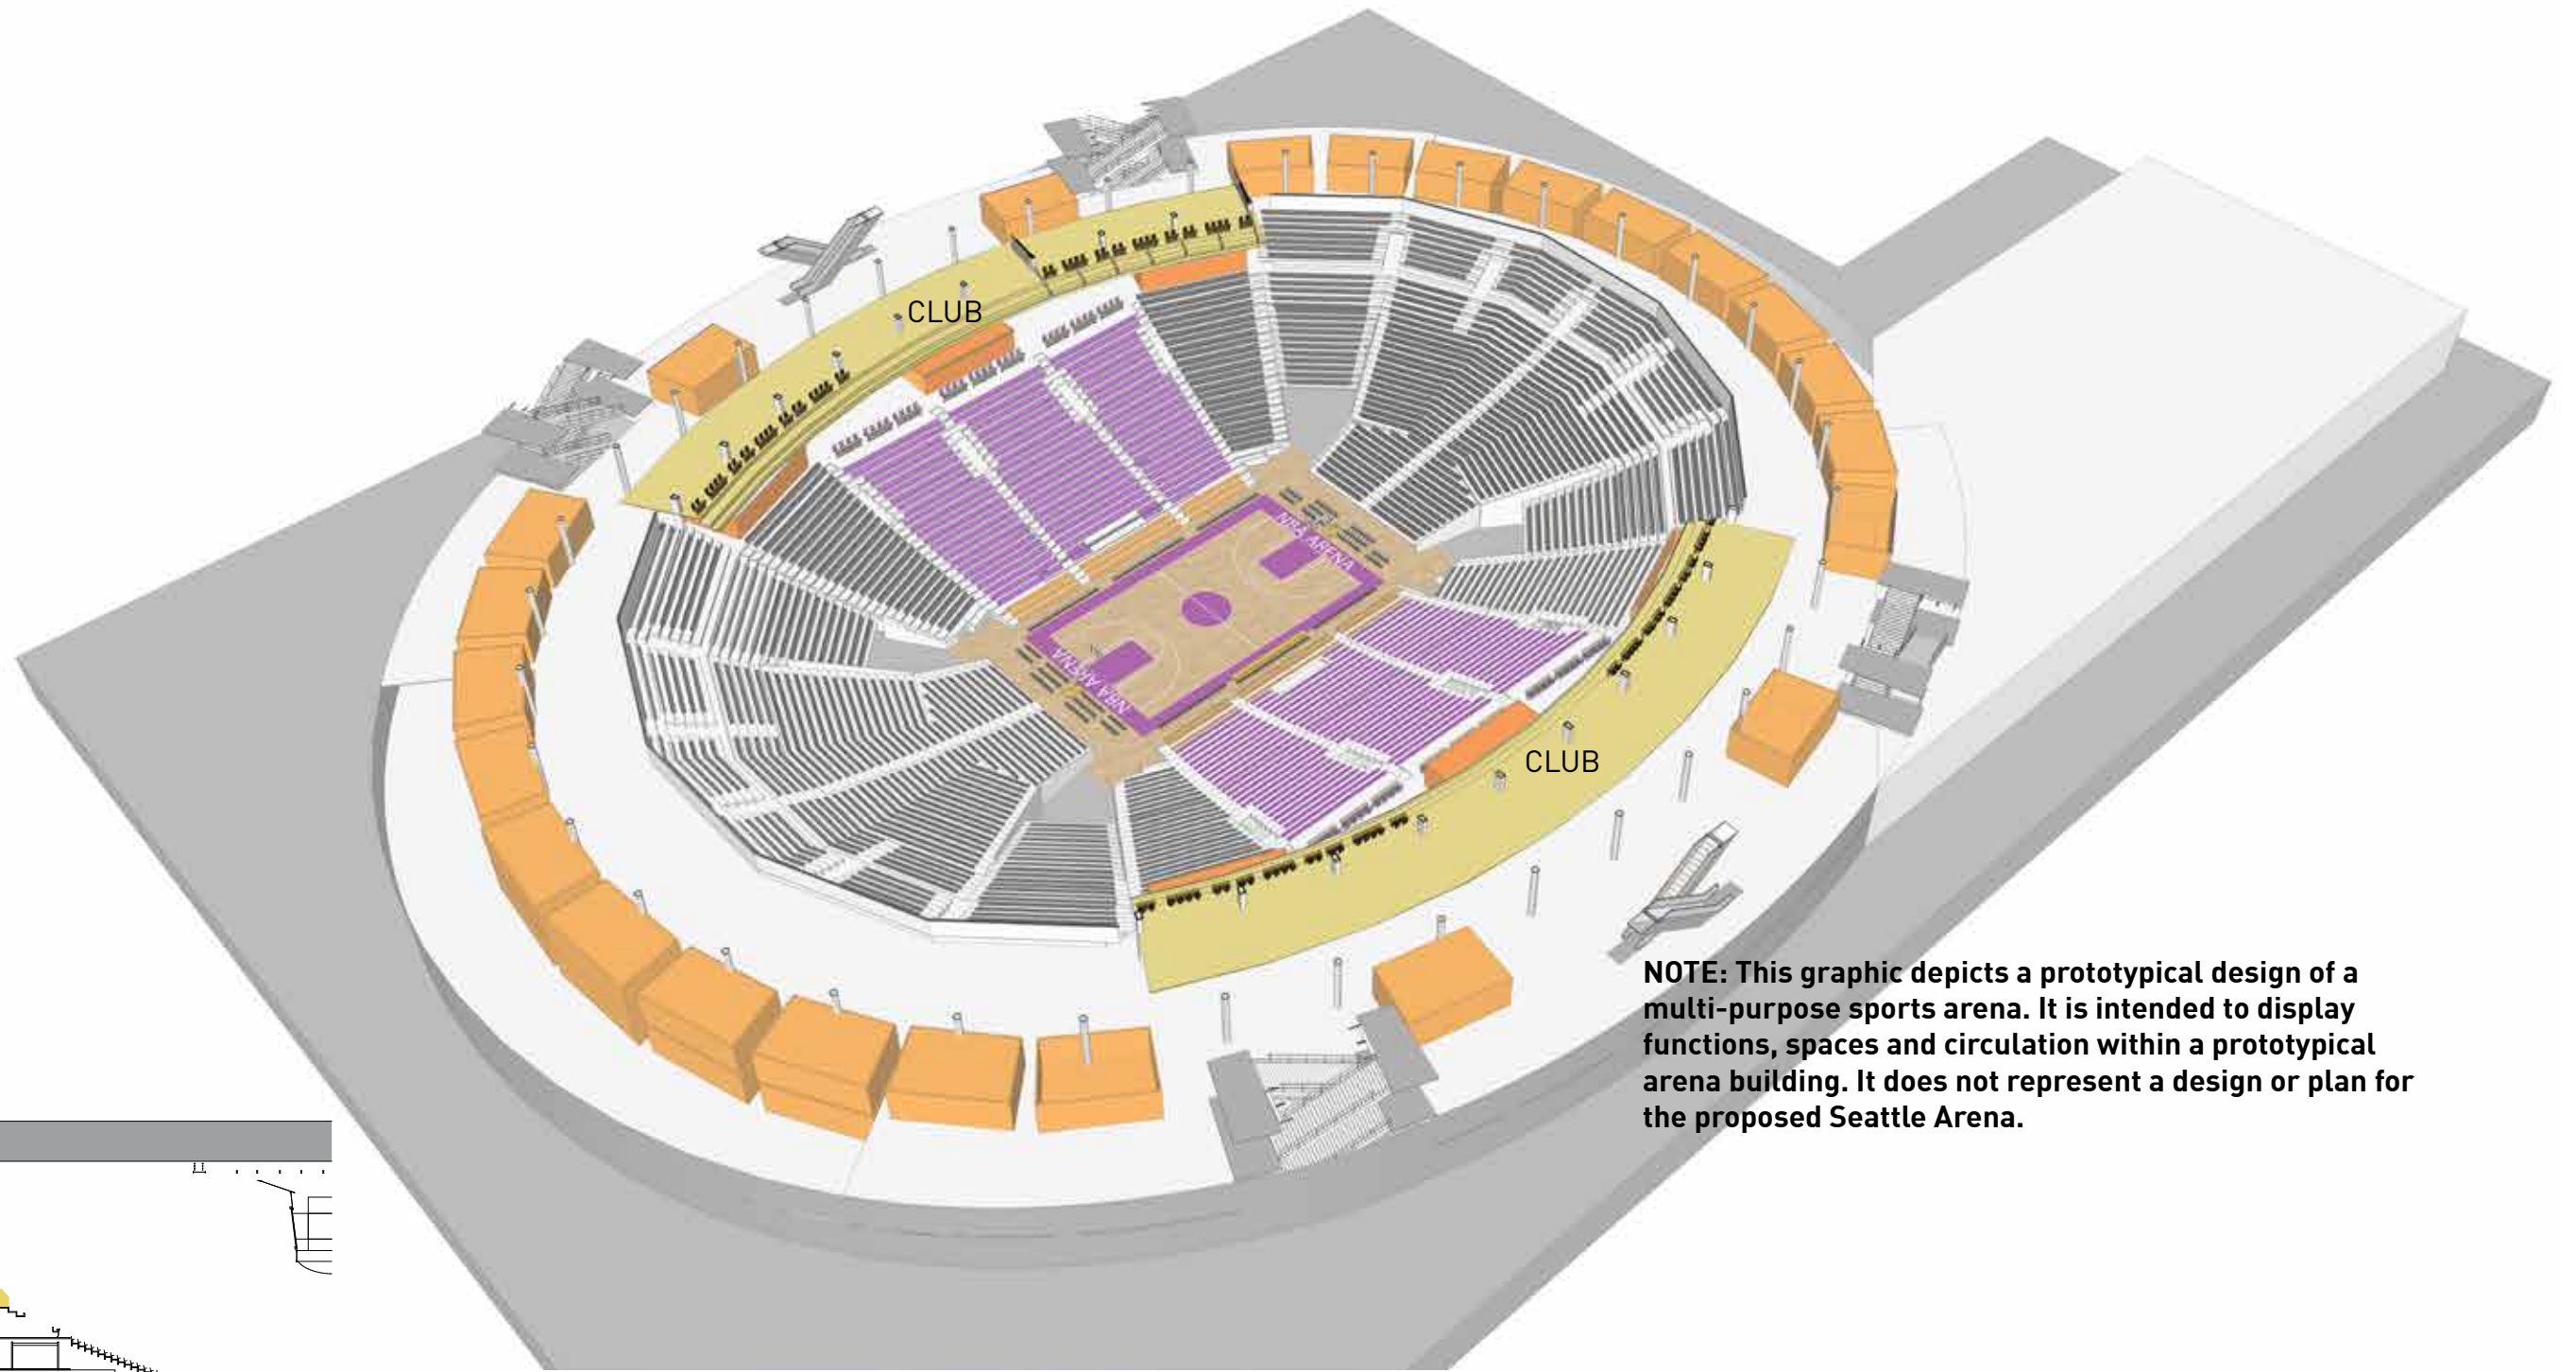 CLUB
NBA ARENA
NBA ARENA
CLUB
NOTE: This graphic depicts a prototypical design of a
multi-purpose sports arena. It is intended to display
functions, spaces and circulation within a prototypical
arena building. It does not represent a design or plan for
the proposed Seattle Arena.